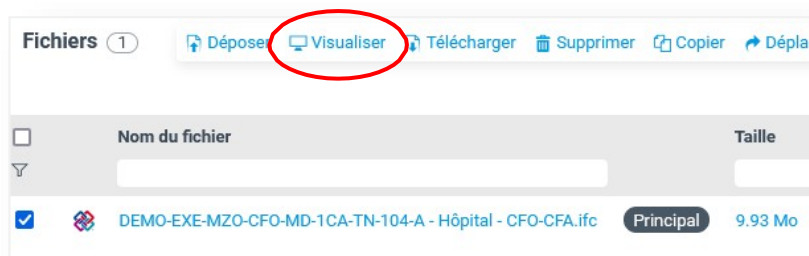 Fichiers 1 Déposer Visualiser Télécharger Supprimer Copier Dépla
Nom du fichier Taille
DEMO-EXE-MZO-CFO-MD-1CA-TN-104-A - Hôpital - CFO-CFA.ifc Principal 9.93 Mo